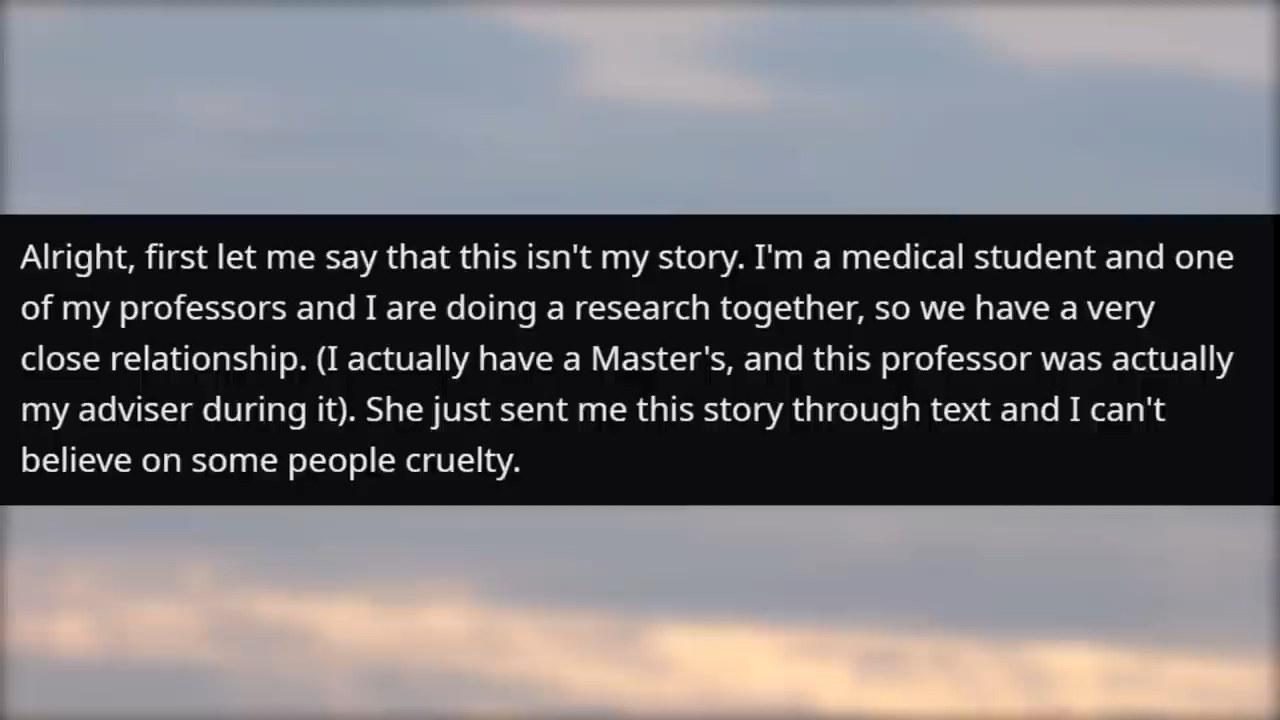 Alright, first let me say that this isn't my story. I'm a medical student and one
of my professors and I are doing a research together, so we have a very
close relationship. (I actually have a Master's, and this professor was actually
my adviser during it). She just sent me this story through text and I can't
believe on some people cruelty.